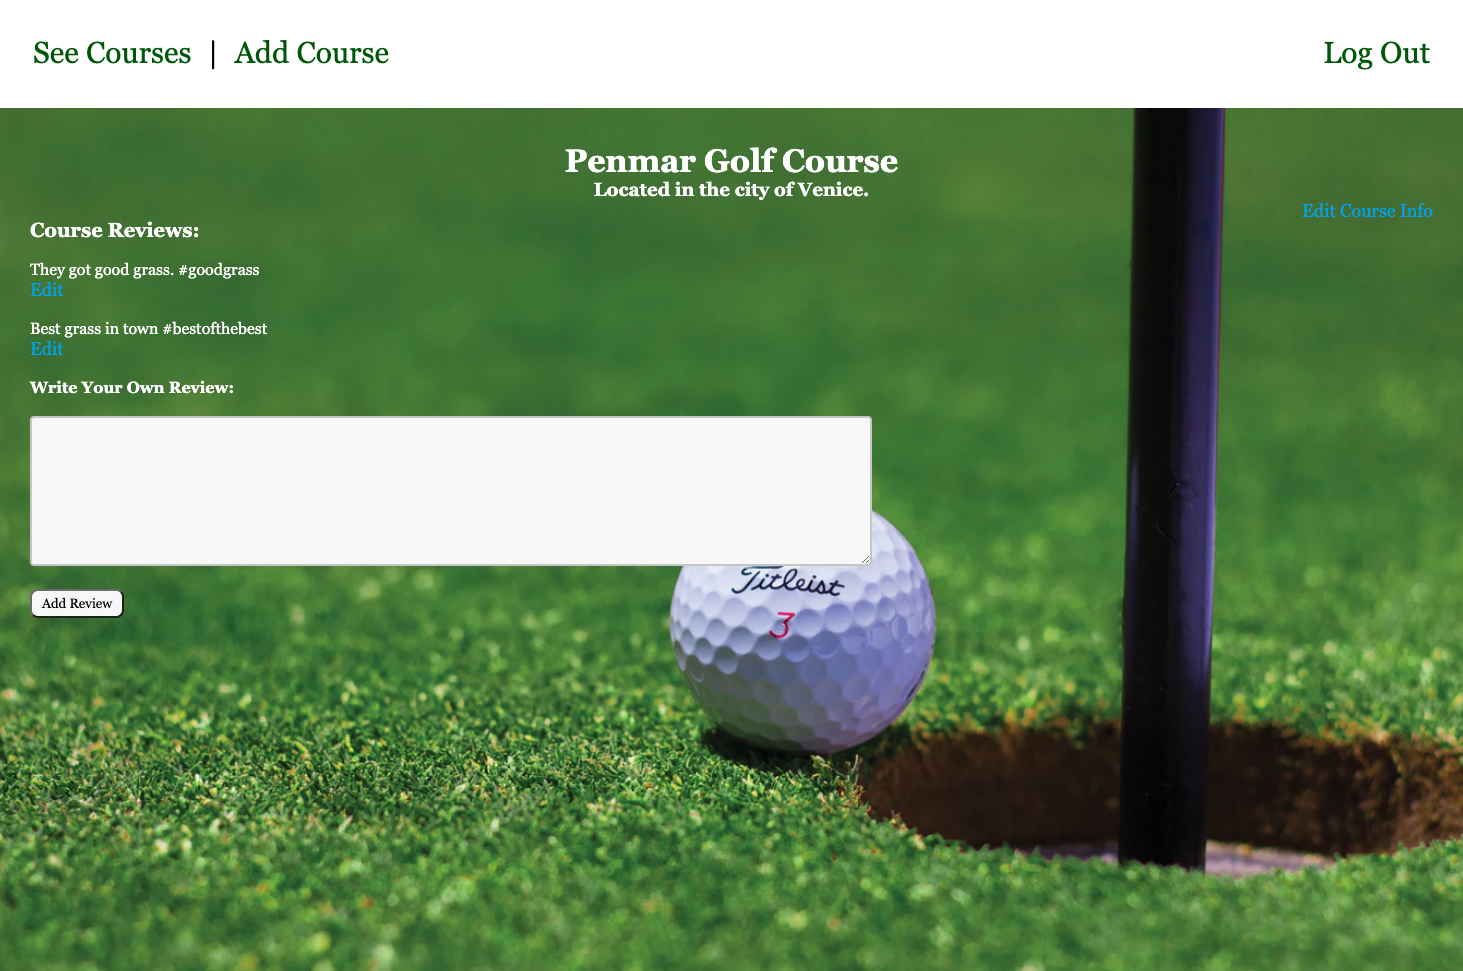 See Courses | Add Course
Log Out
Penmar Golf Course
Located in the city of Venice.
Edit Course Info
Course Reviews:
They got good grass. #goodgrass
Edit
Best grass in town #bestofthebest
Edit
Write Your Own Review:
Titleist
3
Add Review